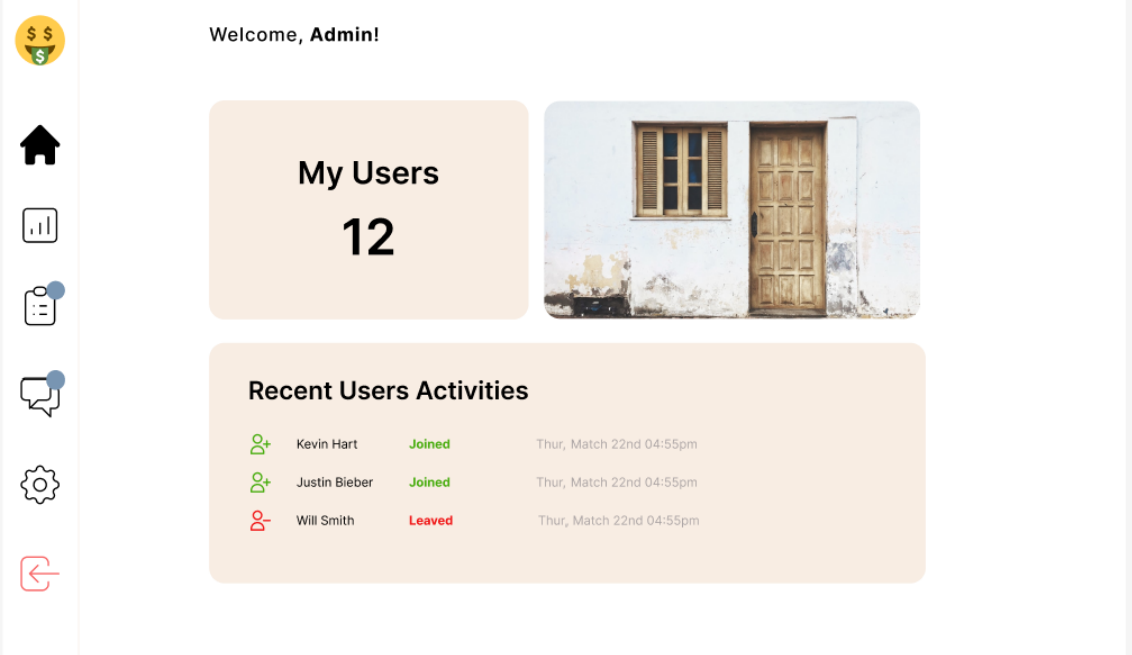 Welcome, Admin!
My Users
12
Recent Users Activities
Kevin Hart Joined Thur, Match 22nd 04:55pm
Justin Bieber Joined Thur, Match 22nd 04:55pm
Will Smith Leaved Thur, Match 22nd 04:55pm